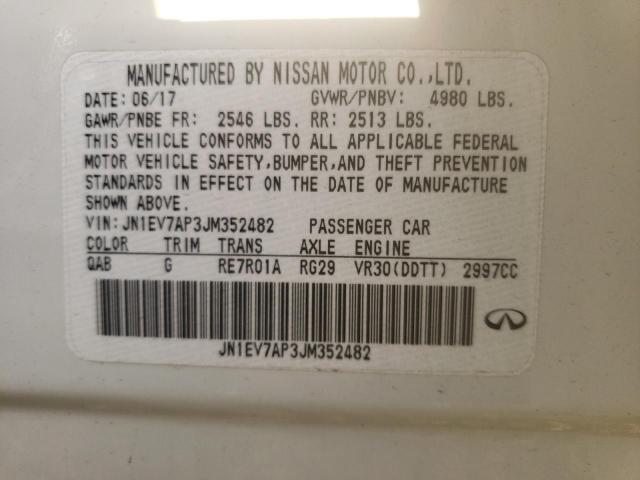 MANUFACTURED BY NISSAN MOTOR CO.,LTD.
DATE: 06/17 GVWR/PNBV: 4980 LBS.
GAWR/PNBE FR: 2546 LBS. RR: 2513 LBS.
THIS VEHICLE CONFORMS TO ALL APPLICABLE FEDERAL
MOTOR VEHICLE SAFETY,BUMPER,AND THEFT PREVENTION
STANDARDS IN EFFECT ON THE DATE OF MANUFACTURE
SHOWN ABOVE.
VIN:JN1EV7AP3JM352482 PASSENGER CAR
COLOR TRIM TRANS AXLE ENGINE
QAB G RE7R01A RG29 VR30(DDTT) 2997CC
JN1EV7AP3JM352482